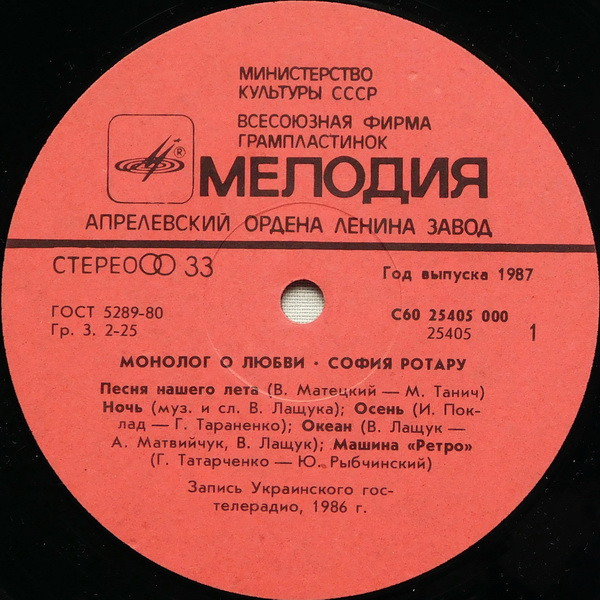 МИНИСТЕРСТВО
КУЛЬТУРЫ СССР
ВСЕСОЮЗНАЯ ФИРМА
ГРАМПЛАСТИНОК
®
МЕЛОДИЯ
АПРЕЛЕВСКИЙ ОРДЕНА ЛЕНИНА ЗАВОД
СТЕРЕО 33
Год выпуска 1987
ГОСТ 5289-80
Гр. 3. 2-25
С60 25405 000
25405
1
МОНОЛОГ О ЛЮБВИ · СОФИЯ РОТАРУ
Песня нашего лета (В. Матецкий — М. Танич)
Ночь (муз. и сл. В. Лащука); Осень (И. Пок-
лад — Г. Тараненко); Океан (В. Лащук —
А. Матвийчук, В. Лащук); Машина «Ретро»
(Г. Татарченко — Ю. Рыбчинский)
Запись Украинского гос-
телерадио, 1986 г.